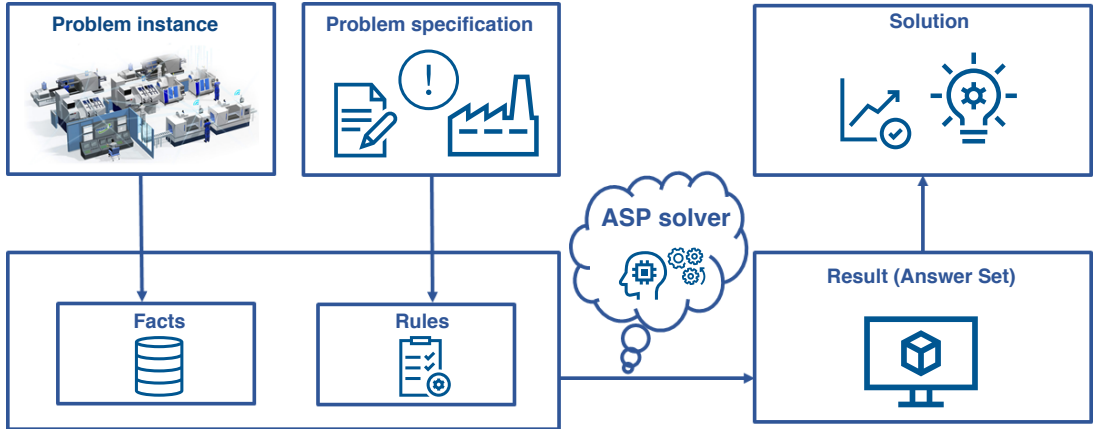 Problem instance
Problem specification
Solution
ASP solver
Facts
Rules
Result (Answer Set)